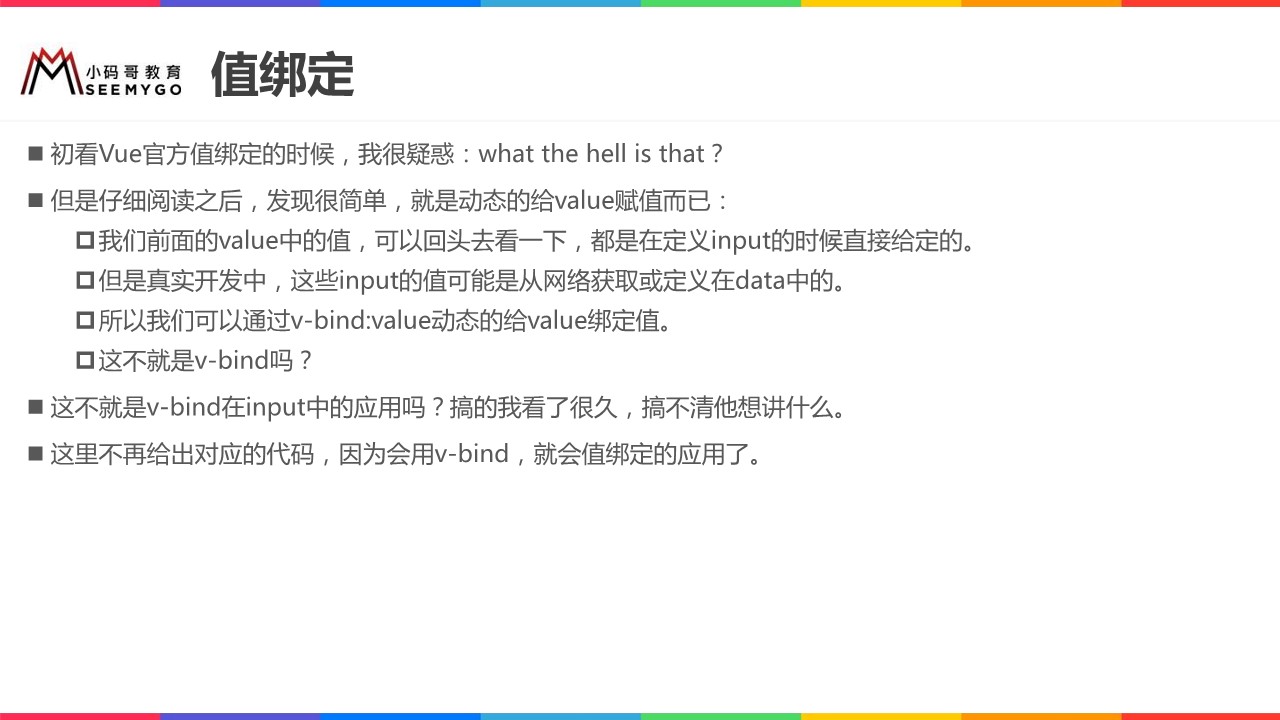 小码哥教育
SEEMYGO
值绑定
初看Vue官方值绑定的时候，我很疑惑：what the hell is that？
但是仔细阅读之后，发现很简单，就是动态的给value赋值而已：
我们前面的value中的值，可以回头去看一下，都是在定义input的时候直接给定的。
但是真实开发中，这些input的值可能是从网络获取或定义在data中的。
所以我们可以通过v-bind:value动态的给value绑定值。
这不就是v-bind吗？
这不就是v-bind在input中的应用吗？搞的我看了很久，搞不清他想讲什么。
这里不再给出对应的代码，因为会用v-bind，就会值绑定的应用了。